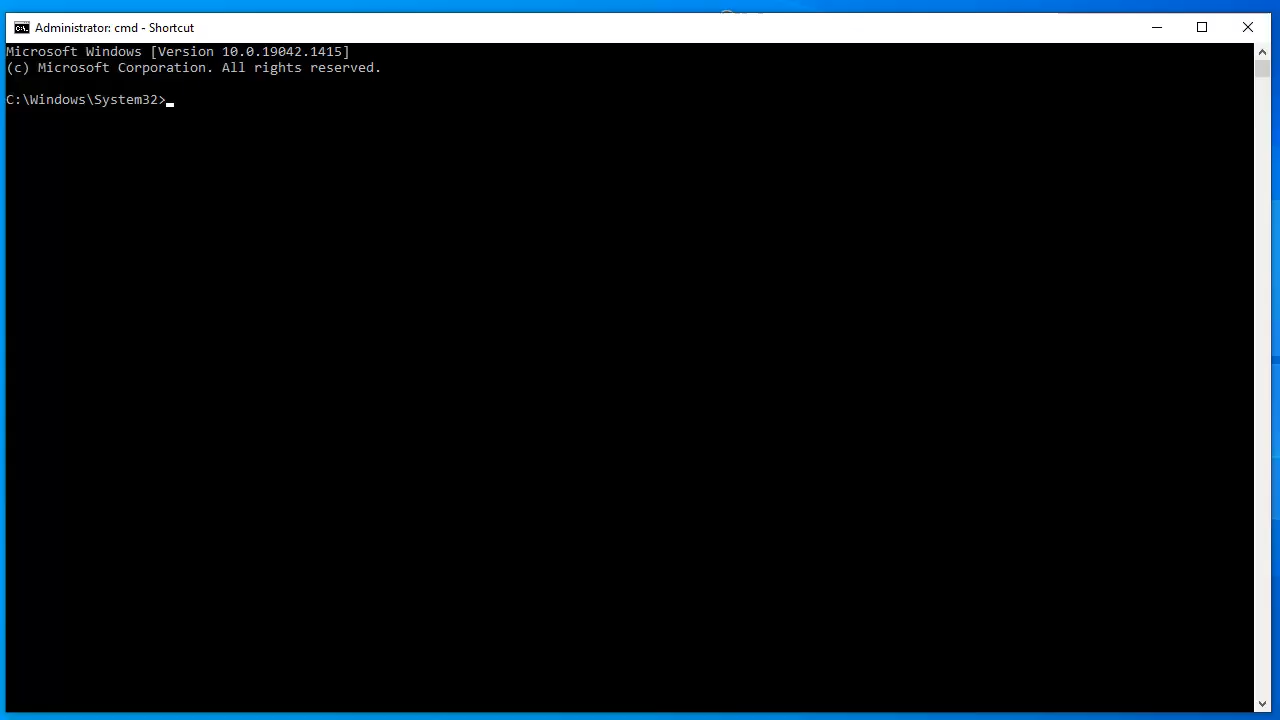 Administrator: cmd - Shortcut
Microsoft Windows [Version 10.0.19042.1415]
(c) Microsoft Corporation. All rights reserved.
C:\Windows\System32>